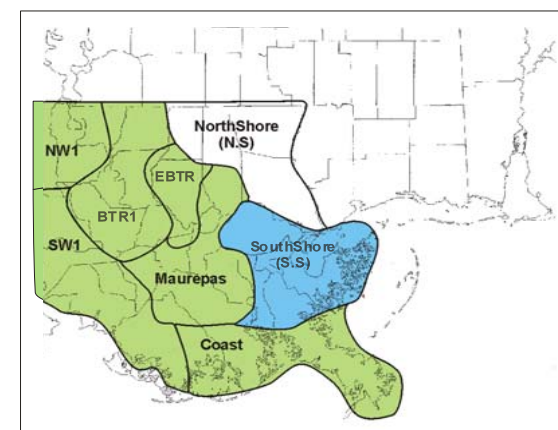 NorthShore
(N.S)
NW1
EBTR
BTR1
SW1
SouthShore
(S.S)
Maurepas
Coast